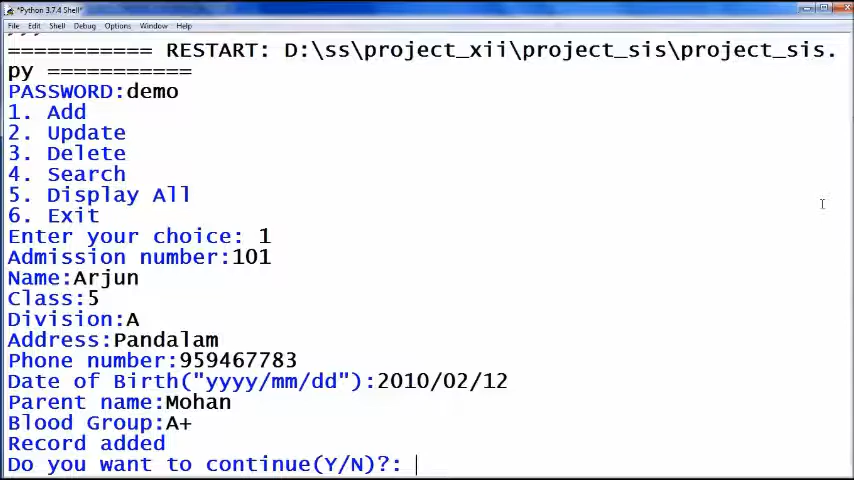 *Python 3.7.4 Shell*
File Edit Shell Debug Options Window Help
=========== RESTART: D:\ss\project_xii\project_sis\project_sis.
py ===========
PASSWORD:demo
1. Add
2. Update
3. Delete
4. Search
5. Display All
6. Exit
Enter your choice: 1
Admission number:101
Name:Arjun
Class:5
Division:A
Address:Pandalam
Phone number:959467783
Date of Birth("yyyy/mm/dd"):2010/02/12
Parent name:Mohan
Blood Group:A+
Record added
Do you want to continue(Y/N)?: